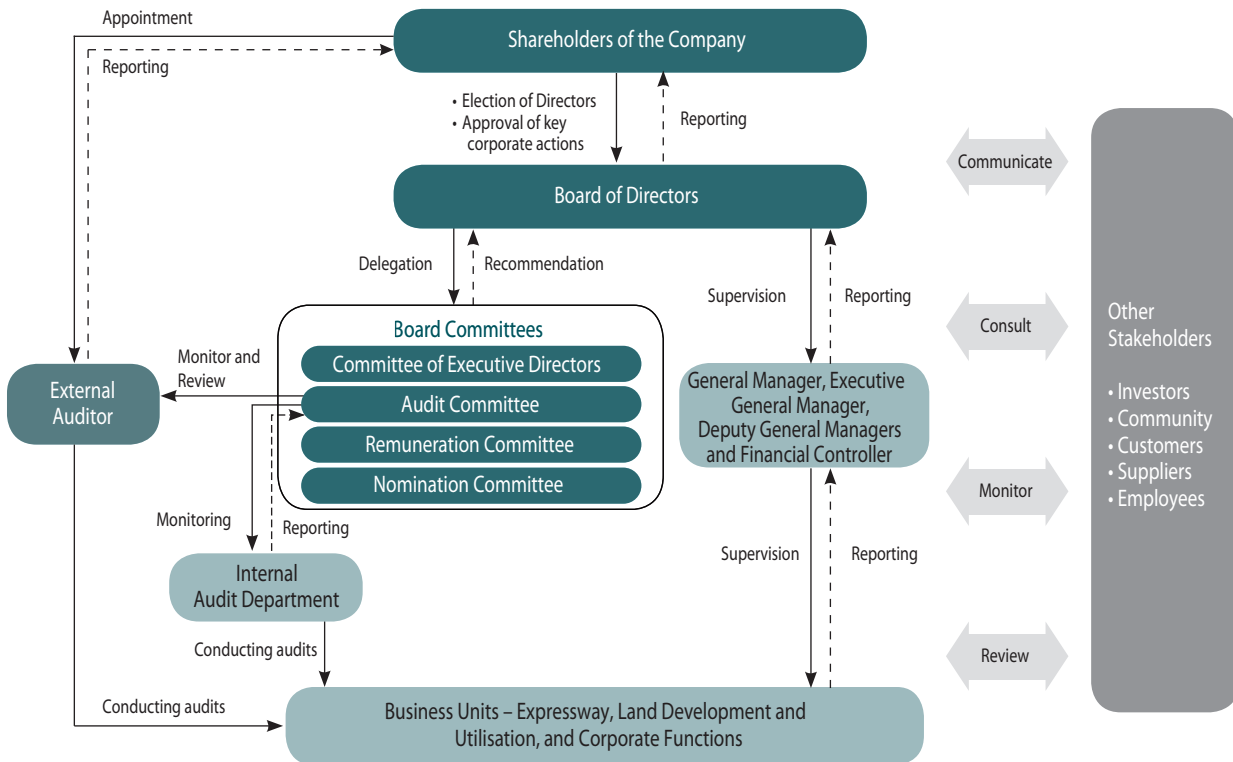 Appointment
Shareholders of the Company
Reporting
• Election of Directors
• Approval of key
corporate actions
Reporting
Communicate
Board of Directors
Delegation
Recommendation
Supervision
Reporting
Consult
Other
Stakeholders
• Investors
• Community
• Customers
• Suppliers
• Employees
Board Committees
Committee of Executive Directors
Audit Committee
Remuneration Committee
Nomination Committee
Monitor and
Review
External
Auditor
General Manager, Executive
General Manager,
Deputy General Managers
and Financial Controller
Monitor
Monitoring
Reporting
Supervision
Reporting
Internal
Audit Department
Conducting audits
Review
Conducting audits
Business Units – Expressway, Land Development and
Utilisation, and Corporate Functions